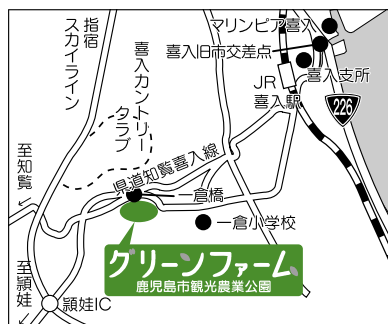 マリンピア喜入
喜入旧市交差点
指宿
スカイライン
喜入支所
JR
喜入駅
226
喜入カントリー
クラブ
県道知覧喜入線
至知覧
一倉橋
一倉小学校
グリーンファーム
鹿児島市観光農業公園
至頴娃
頴娃IC